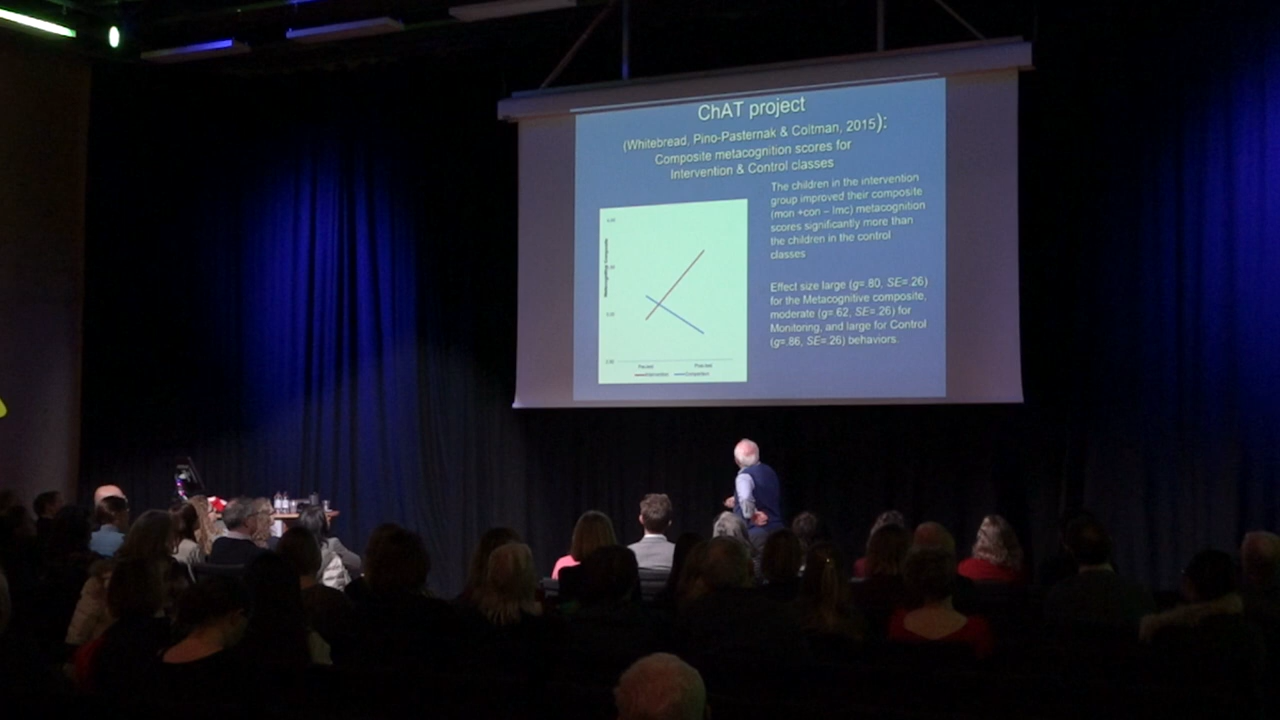 ChAT project
(Whitebread, Pino-Pasternak & Coltman, 2015):
Composite metacognition scores for
Intervention & Control classes
The children in the intervention
group improved their composite
(mon +con – lmc) metacognition
scores significantly more than
the children in the control
classes
Effect size large (g=.80, SE=.26)
for the Metacognitive composite,
moderate (g=.62, SE=.26) for
Monitoring, and large for Control
(g=.86, SE=.26) behaviors.